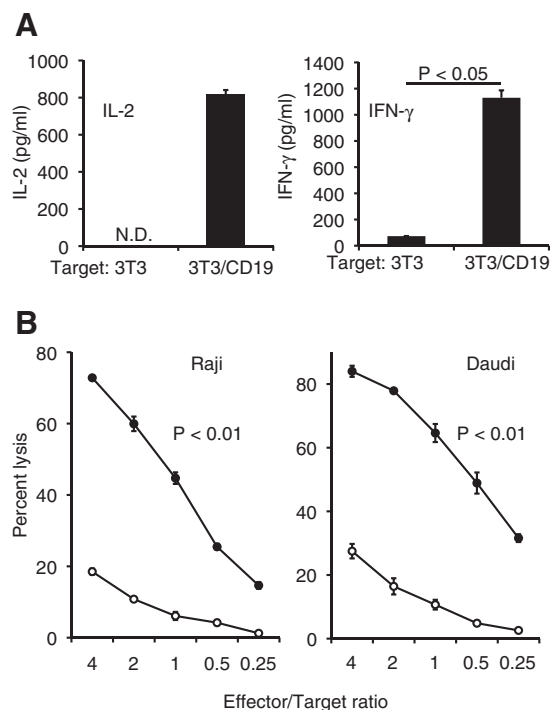 A
IL-2 (pg/ml)
1000
800
600
400
200
0
IL-2
N.D.
Target: 3T3 3T3/CD19
IFN-γ (pg/ml)
1400
1200
1000
800
600
400
200
0
P < 0.05
IFN-γ
Target: 3T3 3T3/CD19
B
Percent lysis
80
60
40
20
0
Raji
P < 0.01
4 2 1 0.5 0.25
80
60
40
20
0
Daudi
P < 0.01
4 2 1 0.5 0.25
Effector/Target ratio